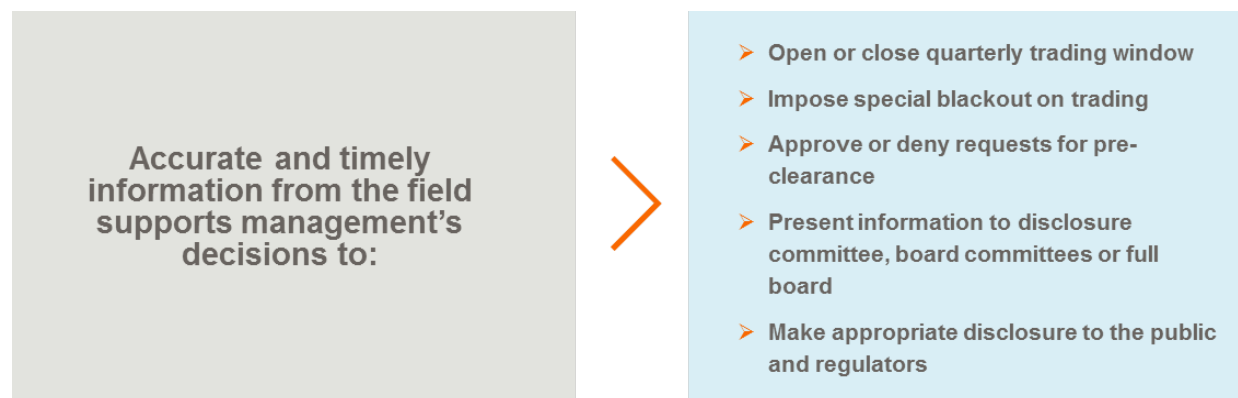 Accurate and timely
information from the field
supports management’s
decisions to:
Open or close quarterly trading window
Impose special blackout on trading
Approve or deny requests for pre-
clearance
Present information to disclosure
committee, board committees or full
board
Make appropriate disclosure to the public
and regulators